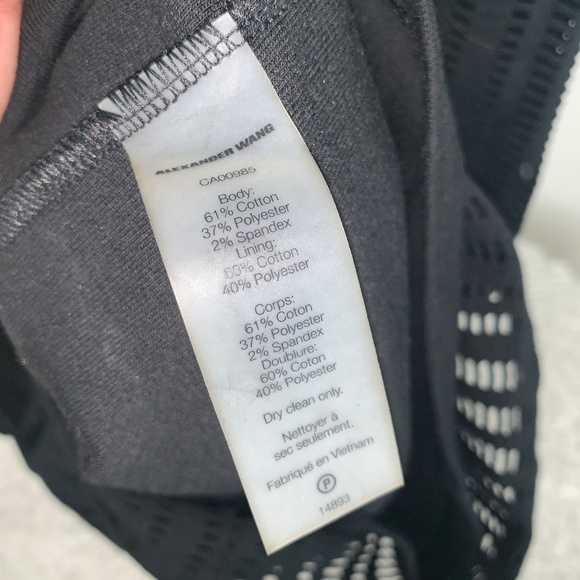 ALEXANDER WANG
CA00985
Body:
61% Cotton
37% Polyester
2% Spandex
Lining:
60% Cotton
40% Polyester
Corps:
61% Cotton
37% Polyester
2% Spandex
Doublure:
60% Coton
40% Polyester
Dry clean only.
Nettoyer à
sec seulement.
Fabriqué en Vietnam
P
14893